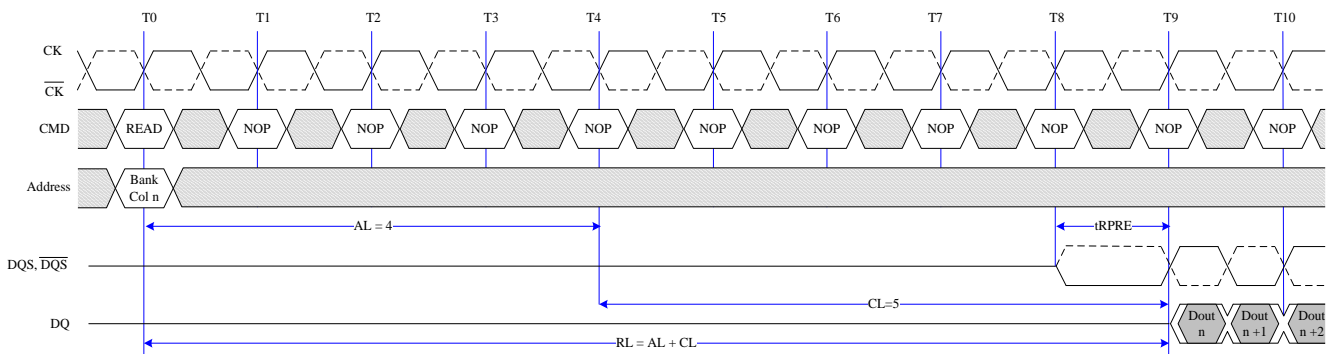 T0 T1 T2 T3 T4 T5 T6 T7 T8 T9 T10
CK
CK
CMD READ NOP NOP NOP NOP NOP NOP NOP NOP NOP NOP
Address Bank
Col n
AL = 4 tRPRE
DQS, DQS
CL=5
DQ Dout Dout Dout
n n +1 n +2
RL = AL + CL